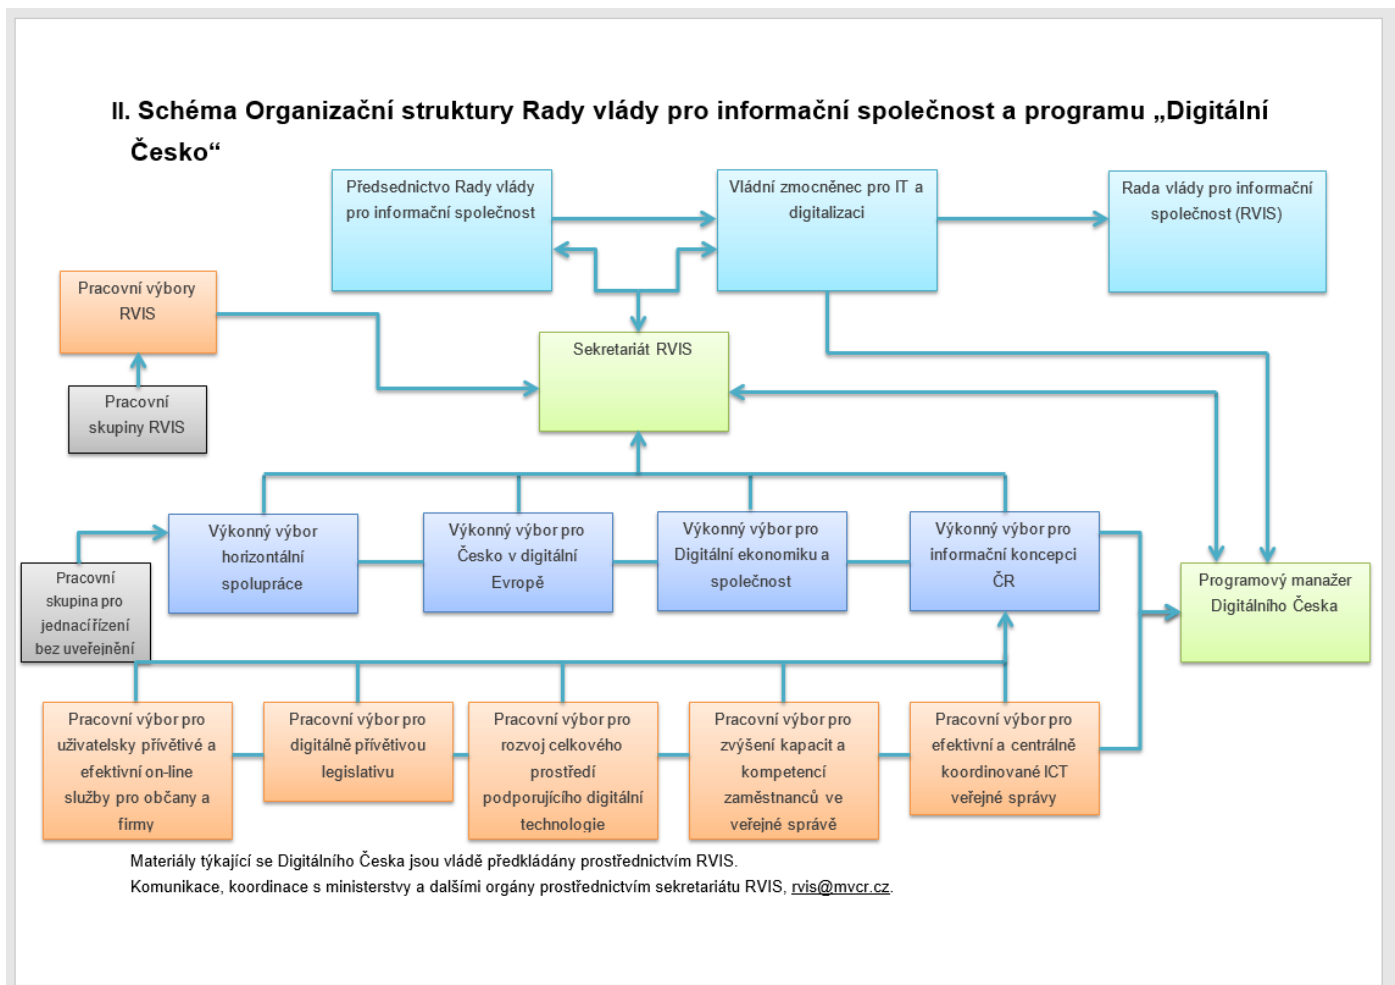 II. Schéma Organizační struktury Rady vlády pro informační společnost a programu „Digitální
Česko“
Předsednictvo Rady vlády
pro informační společnost
Vládní zmocněnec pro IT a
digitalizaci
Rada vlády pro informační
společnost (RVIS)
Pracovní výbory
RVIS
Sekretariát RVIS
Pracovní
skupiny RVIS
Výkonný výbor
horizontální
spolupráce
Výkonný výbor pro
Česko v digitální
Evropě
Výkonný výbor pro
Digitální ekonomiku a
společnost
Výkonný výbor pro
informační koncepci
ČR
Pracovní
skupina pro
jednací řízení
bez uveřejnění
Programový manažer
Digitálního Česka
Pracovní výbor pro
uživatelsky přívětivé a
efektivní on-line
služby pro občany a
firmy
Pracovní výbor pro
digitálně přívětivou
legislativu
Pracovní výbor pro
rozvoj celkového
prostředí
podporujícího digitální
technologie
Pracovní výbor pro
zvýšení kapacit a
kompetencí
zaměstnanců ve
veřejné správě
Pracovní výbor pro
efektivní a centrálně
koordinované ICT
veřejné správy
Materiály týkající se Digitálního Česka jsou vládě předkládány prostřednictvím RVIS.
Komunikace, koordinace s ministerstvy a dalšími orgány prostřednictvím sekretariátu RVIS, rvis@mvcr.cz.